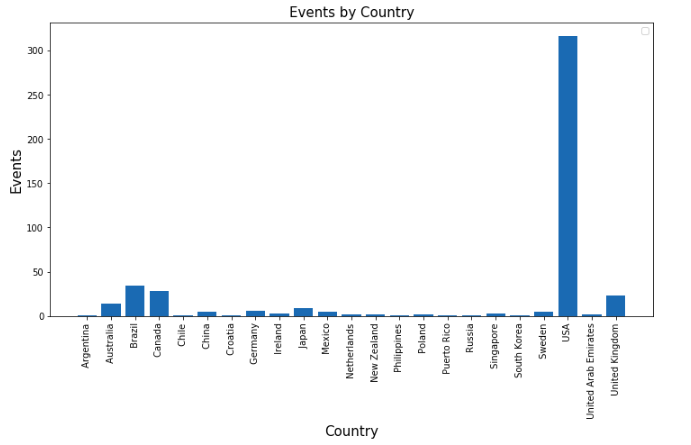 Events by Country
Events
300
250
200
150
100
50
0
Argentina
Australia
Brazil
Canada
Chile
China
Croatia
Germany
Ireland
Japan
Mexico
Netherlands
New Zealand
Philippines
Poland
Puerto Rico
Russia
Singapore
South Korea
Sweden
USA
United Arab Emirates
United Kingdom
Country